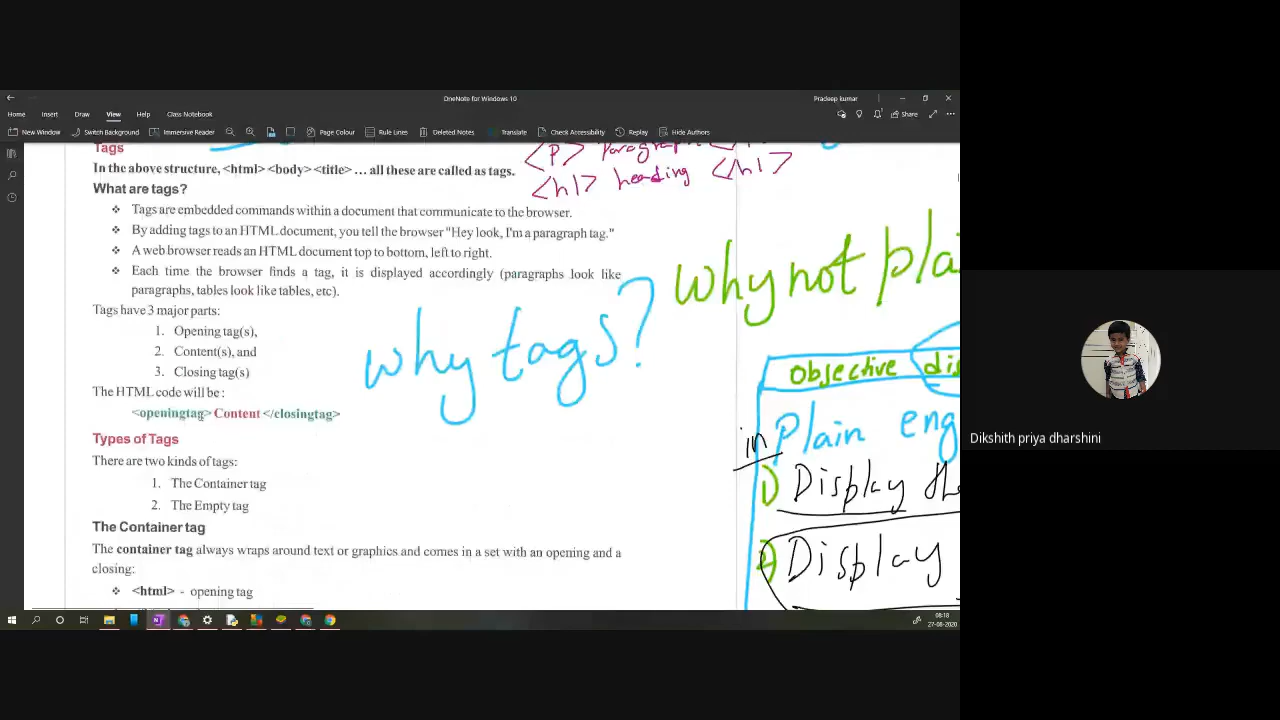 OneNote for Windows 10
Pradeep kumar
Home Insert Draw View Help Class Notebook
Share
New Window Switch Background Immersive Reader Page Colour Rule Lines Deleted Notes Translate Check Accessibility Replay Hide Authors
Tags
<p> Paragraph
In the above structure, <html> <body> <title> … all these are called as tags.
<h1> heading </h1>
What are tags?
❖ Tags are embedded commands within a document that communicate to the browser.
❖ By adding tags to an HTML document, you tell the browser "Hey look, I'm a paragraph tag."
❖ A web browser reads an HTML document top to bottom, left to right.
❖ Each time the browser finds a tag, it is displayed accordingly (paragraphs look like
paragraphs, tables look like tables, etc).
Tags have 3 major parts:
1. Opening tag(s),
2. Content(s), and
3. Closing tag(s)
The HTML code will be :
<openingtag> Content </closingtag>
why tags?
Types of Tags
There are two kinds of tags:
1. The Container tag
2. The Empty tag
The Container tag
The container tag always wraps around text or graphics and comes in a set with an opening and a
closing:
❖ <html> - opening tag
why not pla
objective dis
in
Plain eng
1) Display the
2) Display
Dikshith priya dharshini
08:18
27-08-2020